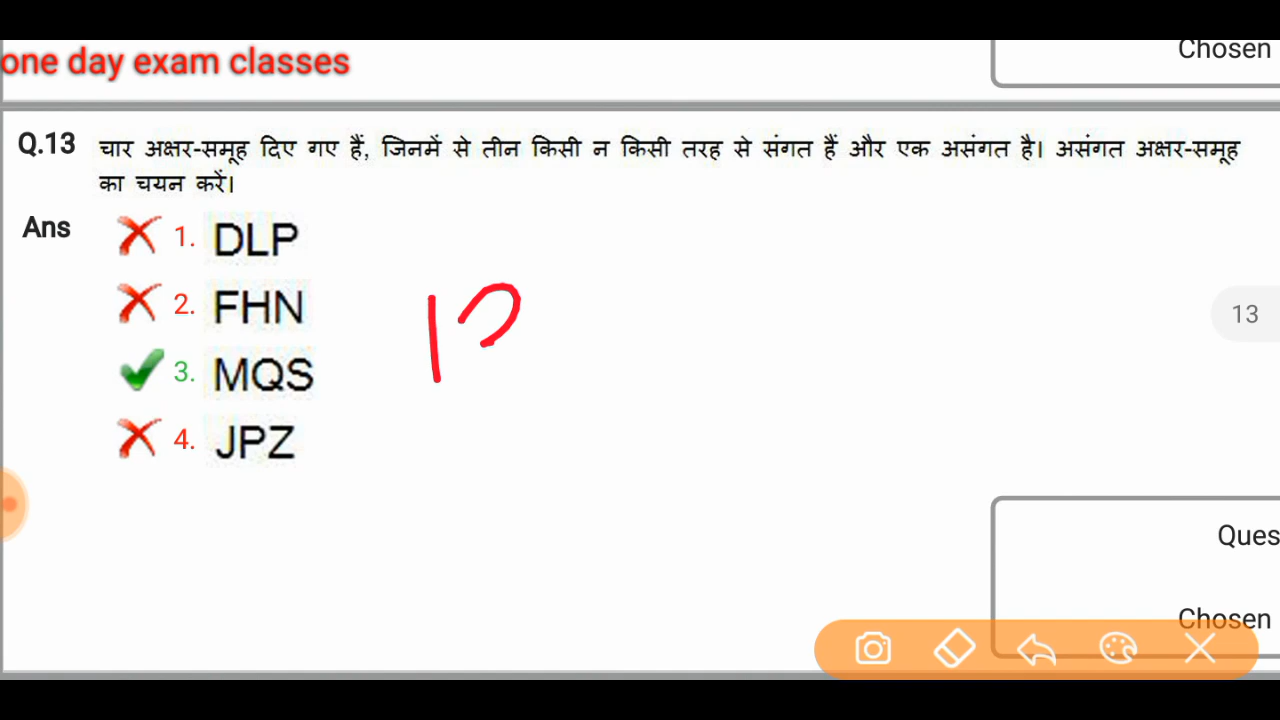 one day exam classes
Chosen
Q.13 चार अक्षर-समूह दिए गए हैं, जिनमें से तीन किसी न किसी तरह से संगत हैं और एक असंगत है। असंगत अक्षर-समूह
का चयन करें।
Ans
1. DLP
2. FHN
3. MQS
4. JPZ
13
Ques
Chosen